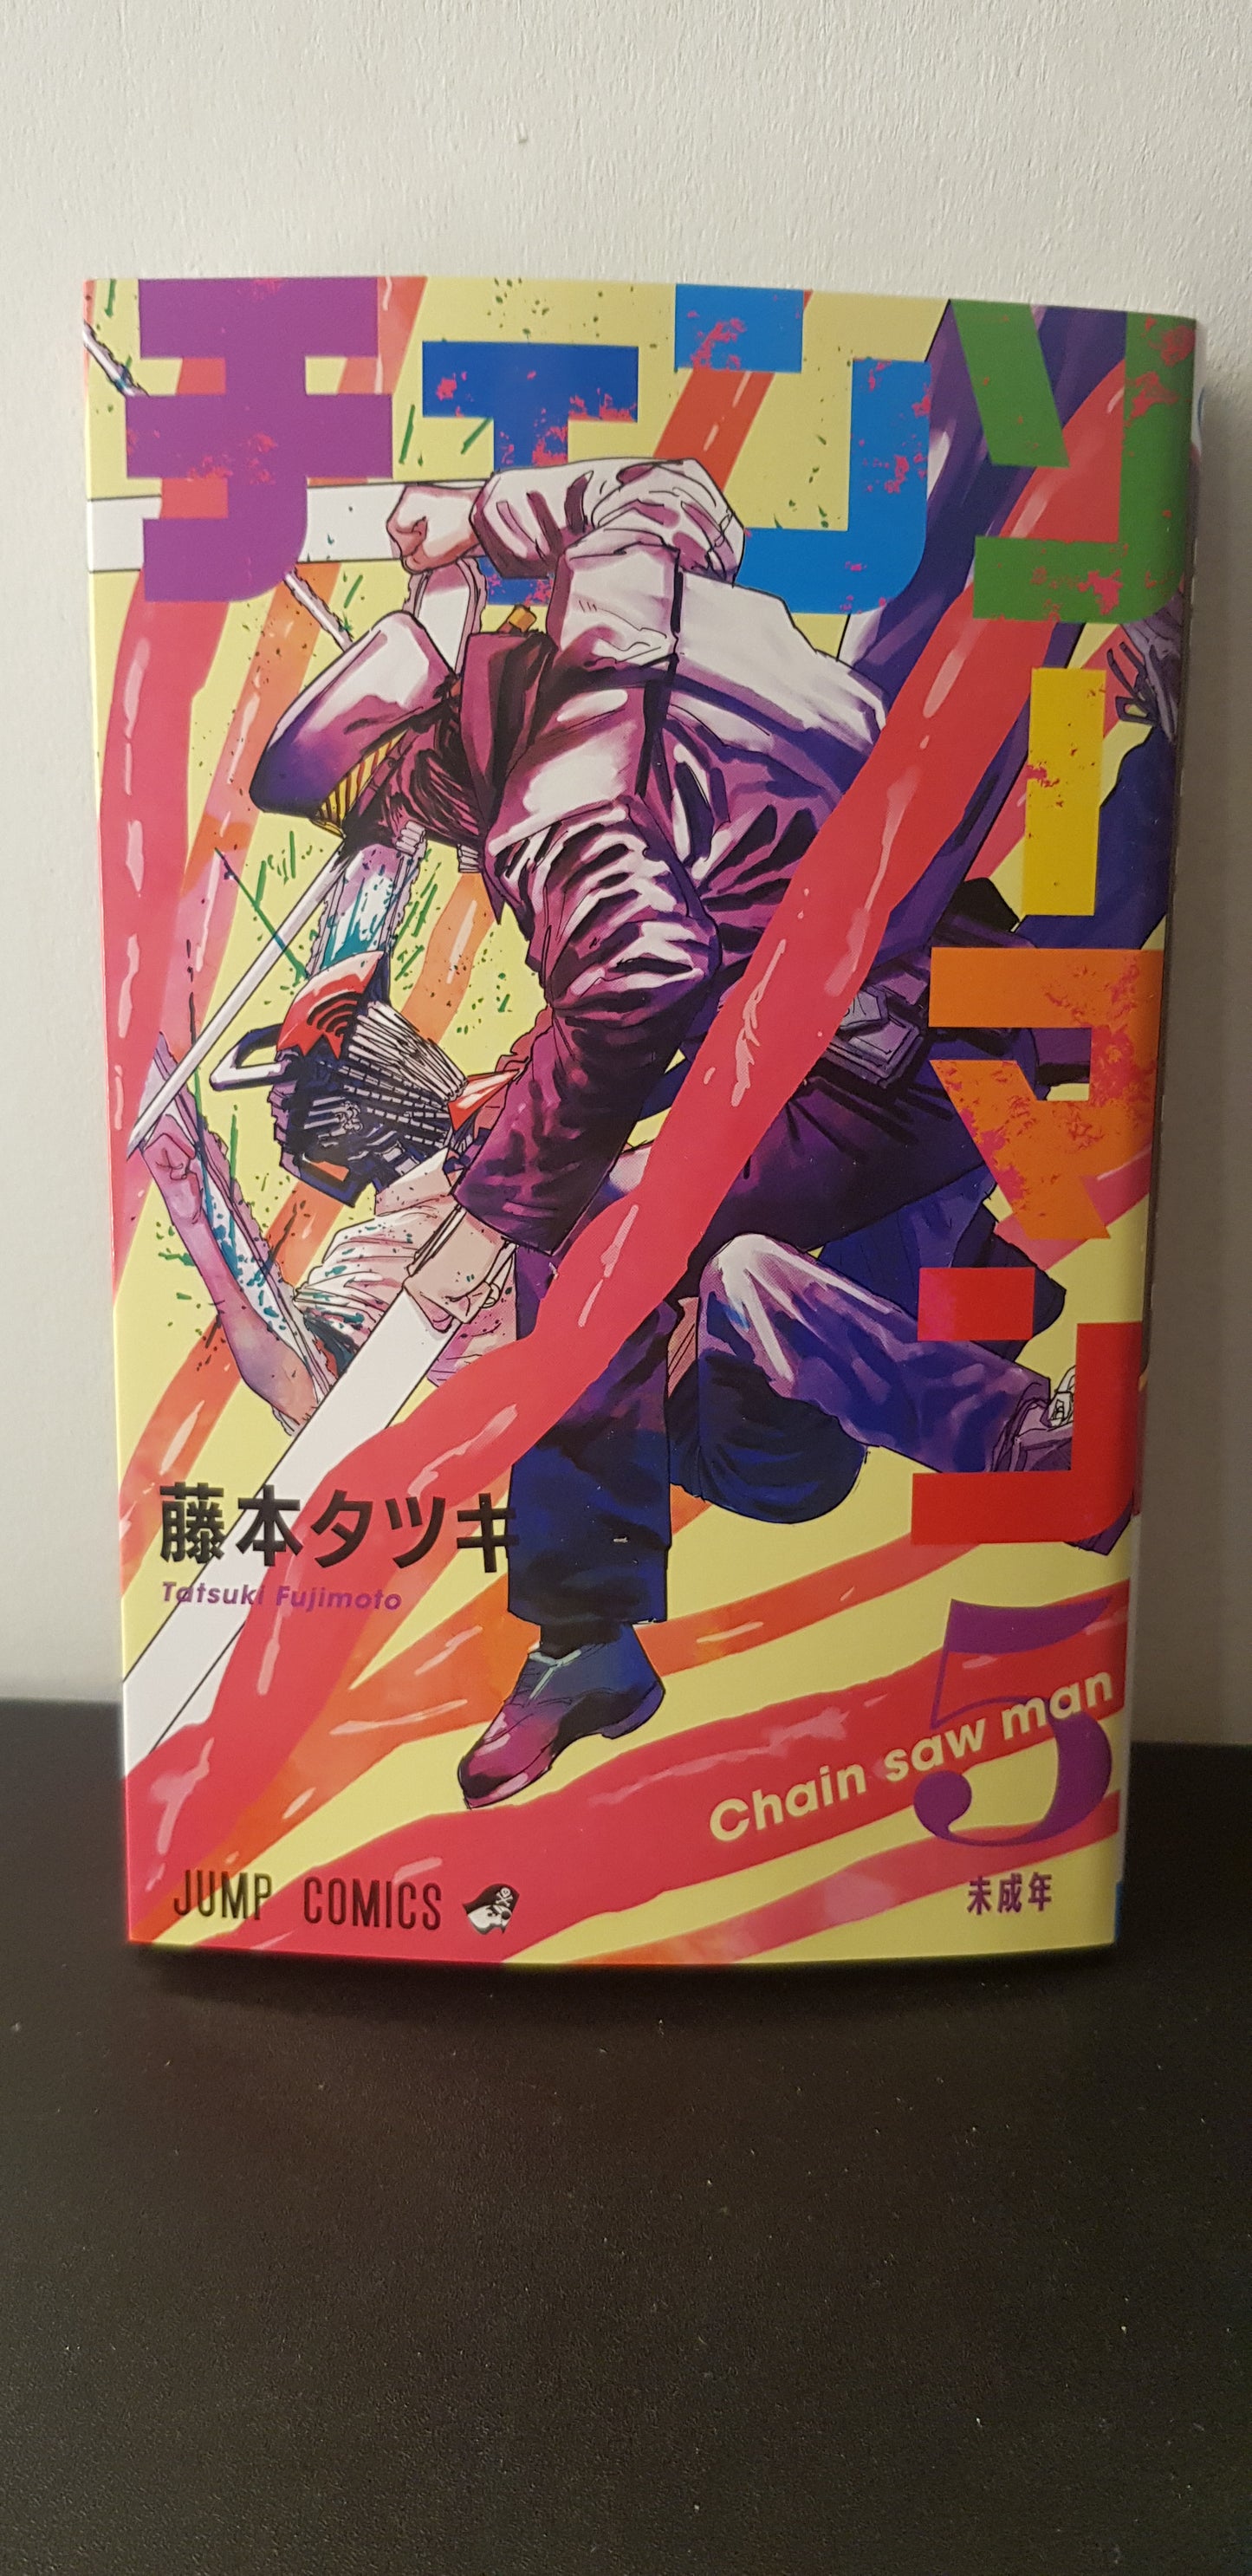 チェンソーマン
藤本タツキ
Tatsuki Fujimoto
5
Chain saw man
未成年
JUMP COMICS